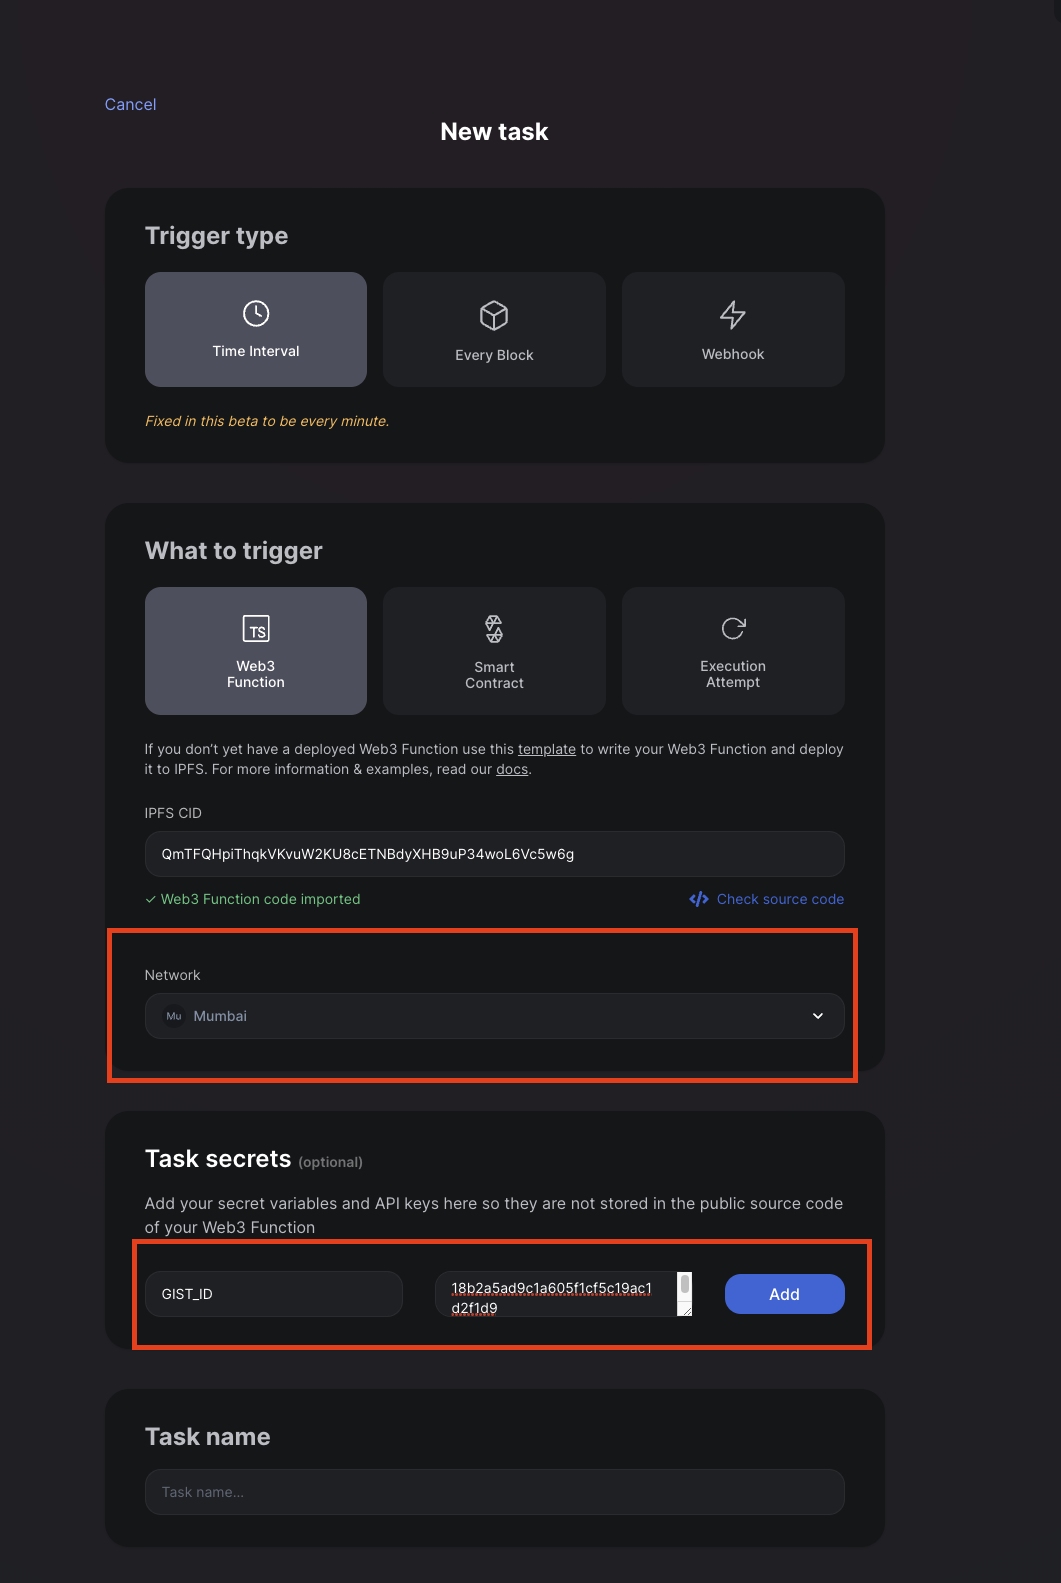 Cancel
New task
Trigger type
Time Interval
Every Block
Webhook
Fixed in this beta to be every minute.
What to trigger
TS
Web3
Function
Smart
Contract
Execution
Attempt
If you don’t yet have a deployed Web3 Function use this template to write your Web3 Function and deploy
it to IPFS. For more information & examples, read our docs.
IPFS CID
QmTFQHpiThqkVKvuW2KU8cETNBdyXHB9uP34woL6Vc5w6g
✓ Web3 Function code imported
</> Check source code
Network
Mu Mumbai
Task secrets (optional)
Add your secret variables and API keys here so they are not stored in the public source code
of your Web3 Function
GIST_ID
18b2a5ad9c1a605f1cf5c19ac1
d2f1d9
Add
Task name
Task name...